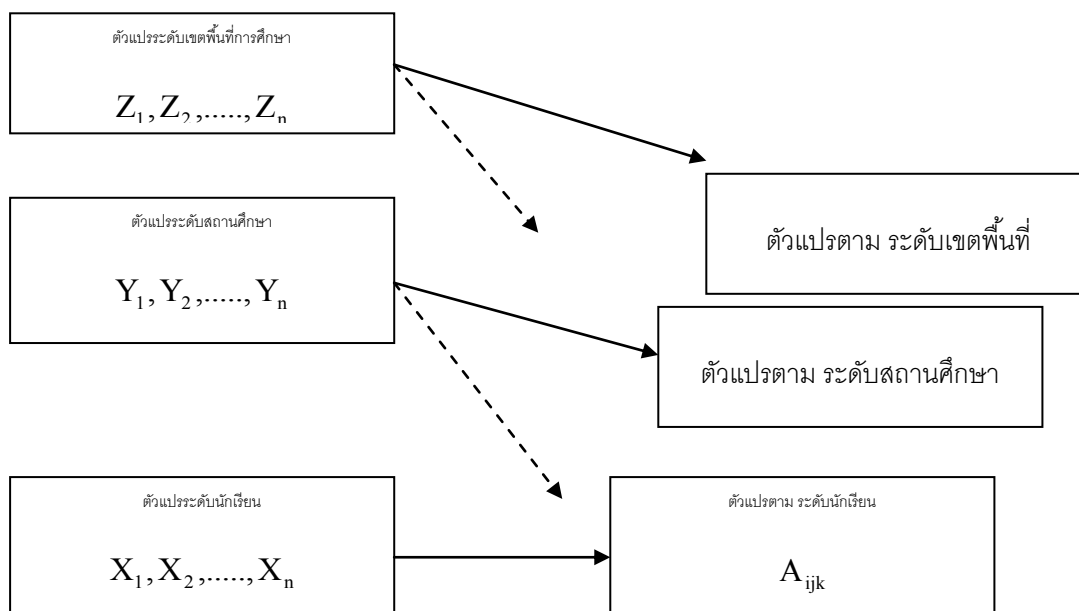 ตัวแปรระดับเขตพื้นที่การศึกษา
Z₁, Z₂,....., Zₙ
ตัวแปรตาม ระดับเขตพื้นที่
ตัวแปรระดับสถานศึกษา
Y₁, Y₂,....., Yₙ
ตัวแปรตาม ระดับสถานศึกษา
ตัวแปรระดับนักเรียน
X₁, X₂,....., Xₙ
ตัวแปรตาม ระดับนักเรียน
Aᵢⱼₖ